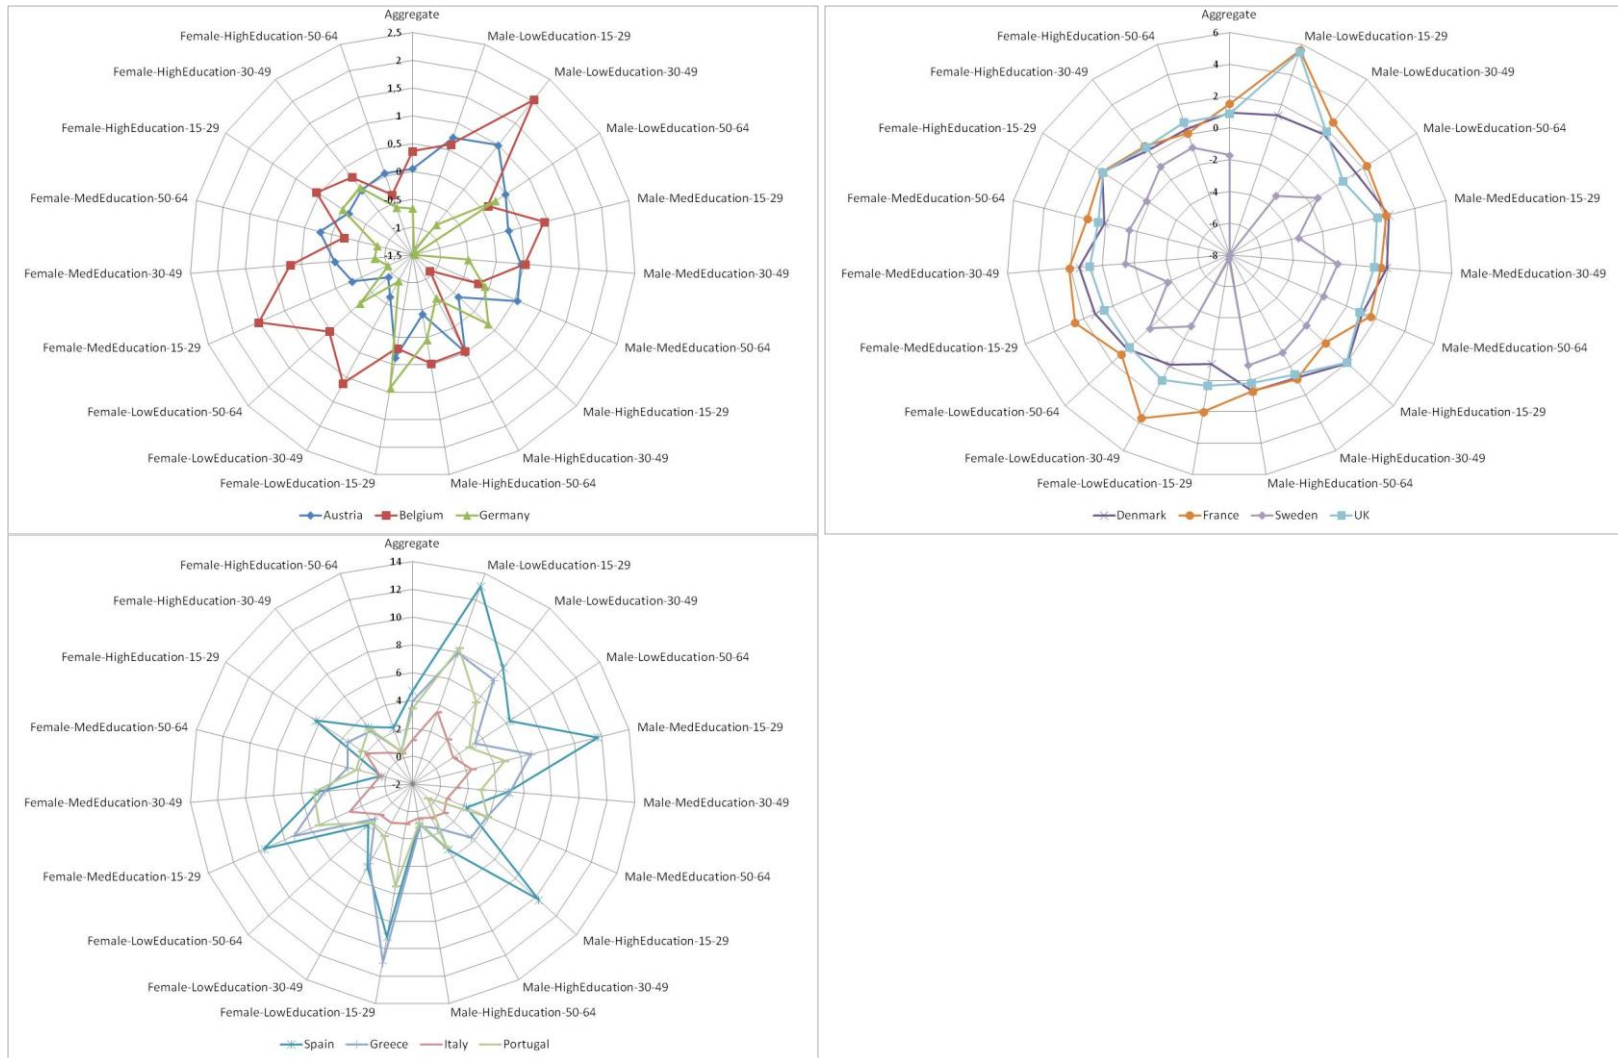 Aggregate
Female-HighEducation-50-64
2,5
Male-LowEducation-15-29
Female-HighEducation-30-49
2
Male-LowEducation-30-49
1,5
Female-HighEducation-15-29
1
Male-LowEducation-50-64
0,5
Female-MedEducation-50-64
0
Male-MedEducation-15-29
-0,5
-1
Female-MedEducation-30-49
-1,5
Male-MedEducation-30-49
Female-MedEducation-15-29
Male-MedEducation-50-64
Female-LowEducation-50-64
Male-HighEducation-15-29
Female-LowEducation-30-49
Male-HighEducation-30-49
Female-LowEducation-15-29
Male-HighEducation-50-64
Austria Belgium Germany
Aggregate
Female-HighEducation-50-64
6
Male-LowEducation-15-29
Female-HighEducation-30-49
4
Male-LowEducation-30-49
2
Female-HighEducation-15-29
0
Male-LowEducation-50-64
-2
Female-MedEducation-50-64
-4
Male-MedEducation-15-29
-6
Female-MedEducation-30-49
-8
Male-MedEducation-30-49
Female-MedEducation-15-29
Male-MedEducation-50-64
Female-LowEducation-50-64
Male-HighEducation-15-29
Female-LowEducation-30-49
Male-HighEducation-30-49
Female-LowEducation-15-29
Male-HighEducation-50-64
Denmark France Sweden UK
Aggregate
Female-HighEducation-50-64
14
Male-LowEducation-15-29
Female-HighEducation-30-49
12
Male-LowEducation-30-49
10
Female-HighEducation-15-29
8
Male-LowEducation-50-64
6
Female-MedEducation-50-64
4
Male-MedEducation-15-29
2
0
Female-MedEducation-30-49
-2
Male-MedEducation-30-49
Female-MedEducation-15-29
Male-MedEducation-50-64
Female-LowEducation-50-64
Male-HighEducation-15-29
Female-LowEducation-30-49
Male-HighEducation-30-49
Female-LowEducation-15-29
Male-HighEducation-50-64
Spain Greece Italy Portugal